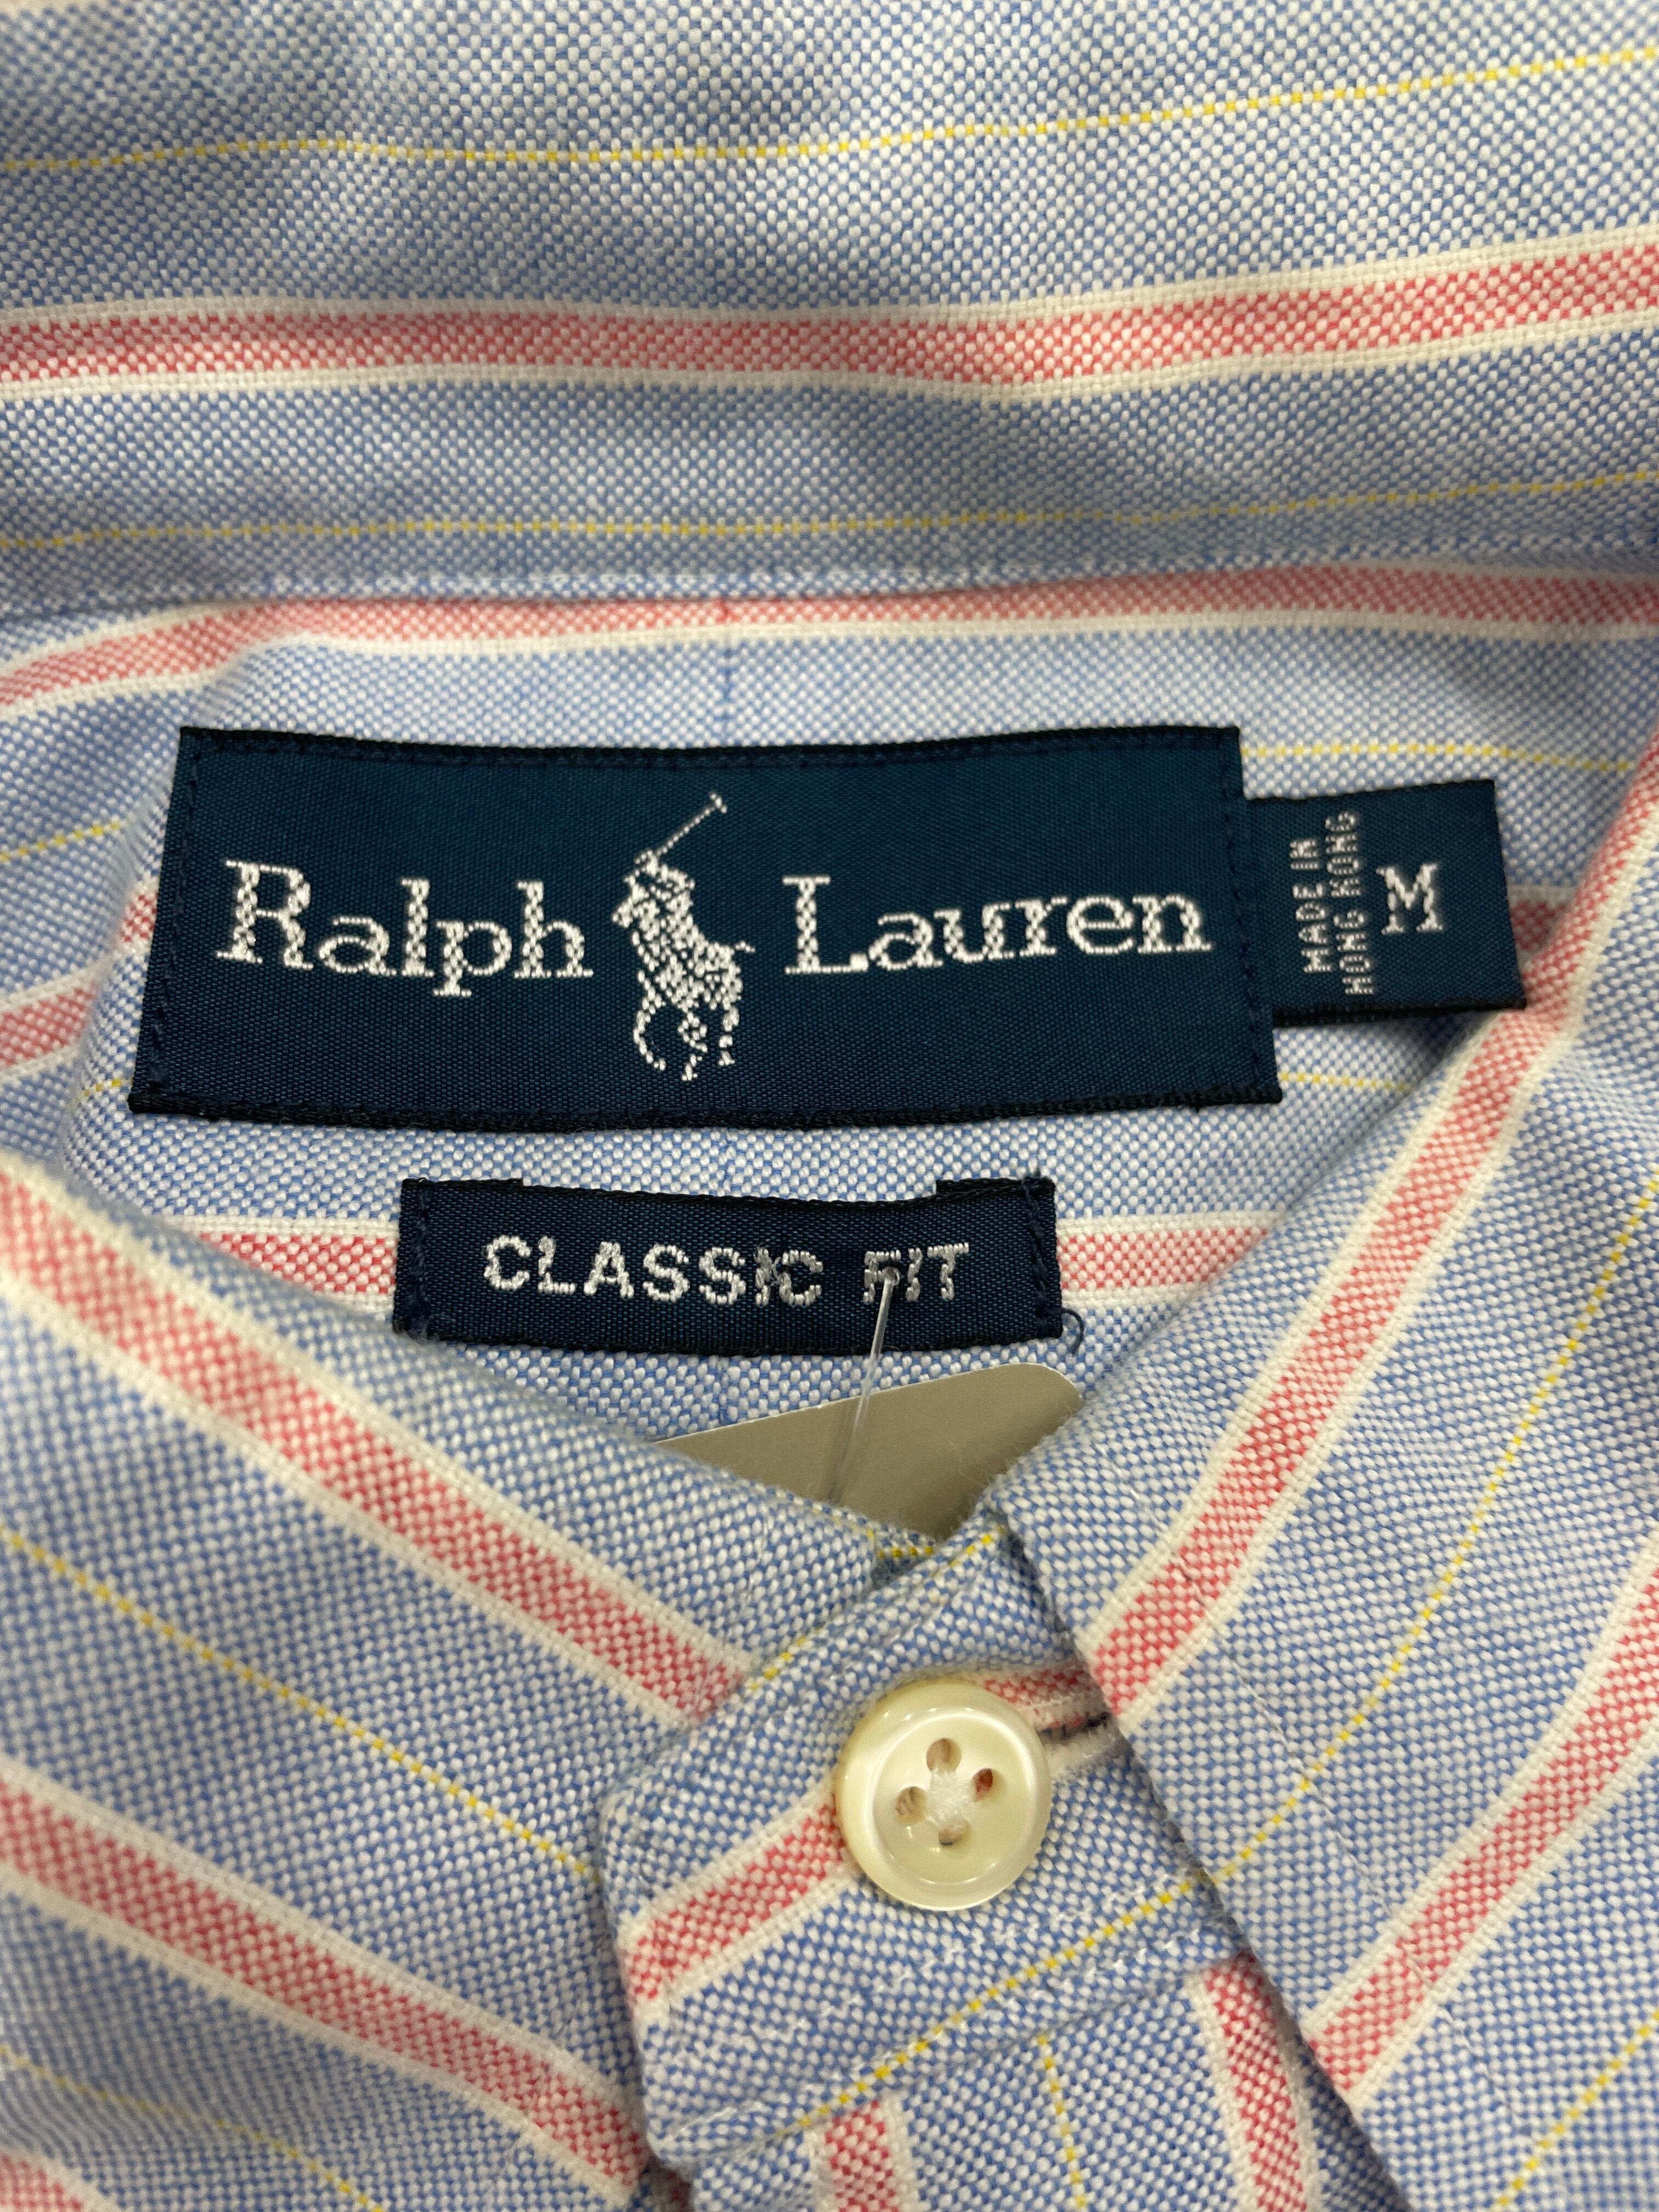 Ralph Lauren
MADE IN
HONG KONG
M
CLASSIC FIT